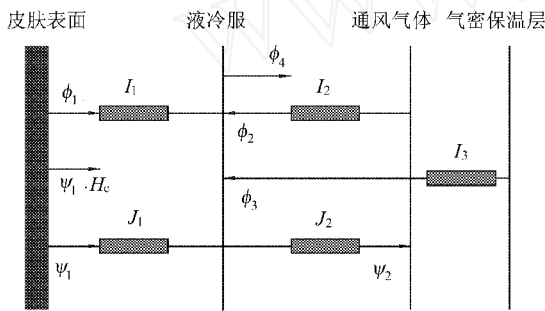 皮肤表面 液冷服 通风气体 气密保温层
ϕ₄
ϕ₁ I₁ I₂
ϕ₂
I₃
ψ₁·Hc
ϕ₃
J₁ J₂
ψ₁ ψ₂